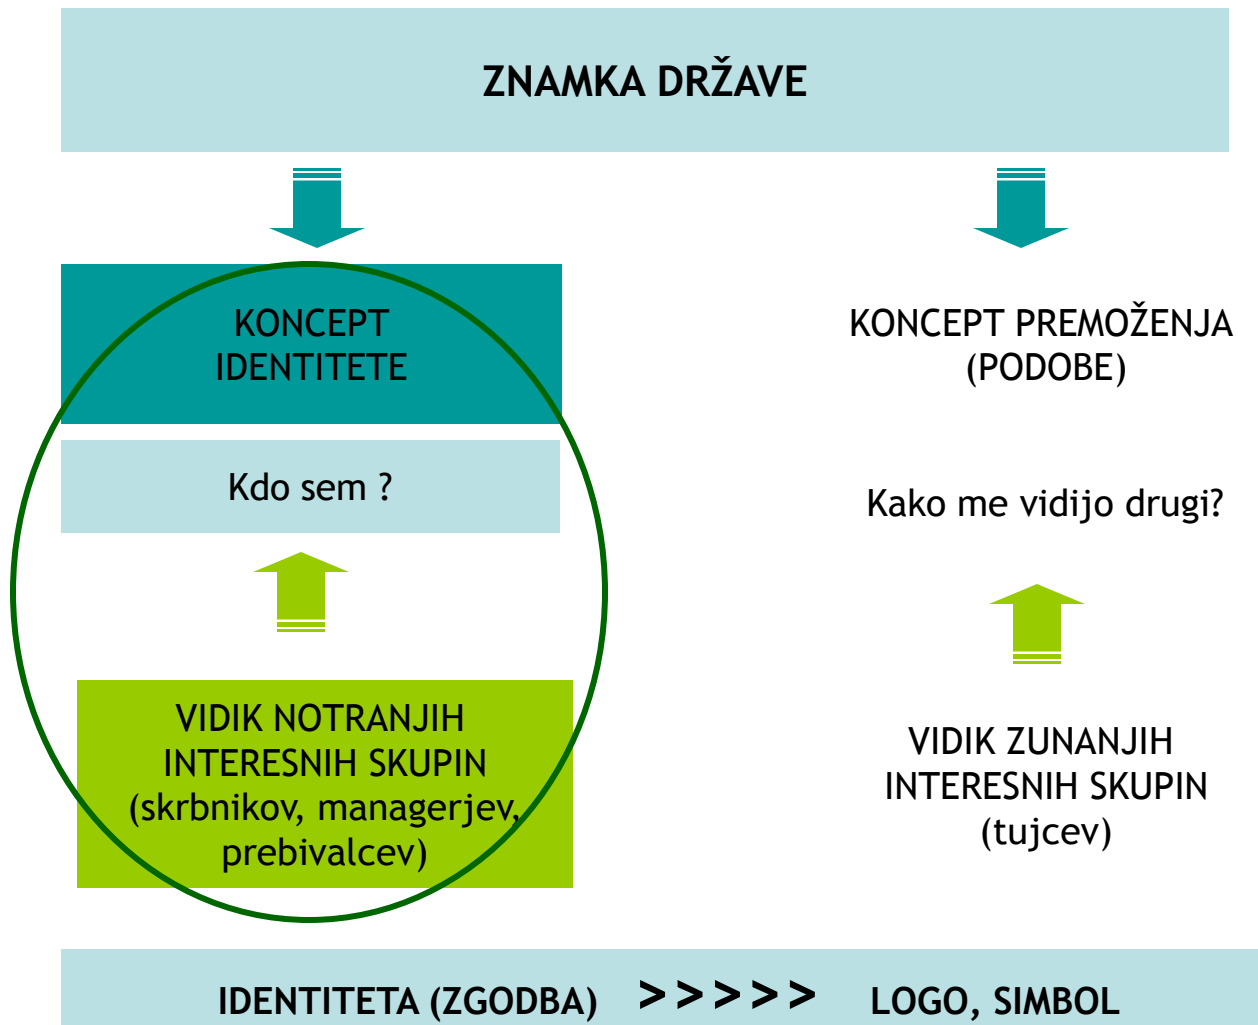 ZNAMKA DRŽAVE
KONCEPT
IDENTITETE
Kdo sem ?
VIDIK NOTRANJIH
INTERESNIH SKUPIN
(skrbnikov, managerjev,
prebivalcev)
KONCEPT PREMOŽENJA
(PODOBE)
Kako me vidijo drugi?
VIDIK ZUNANJIH
INTERESNIH SKUPIN
(tujcev)
IDENTITETA (ZGODBA) >>>>> LOGO, SIMBOL